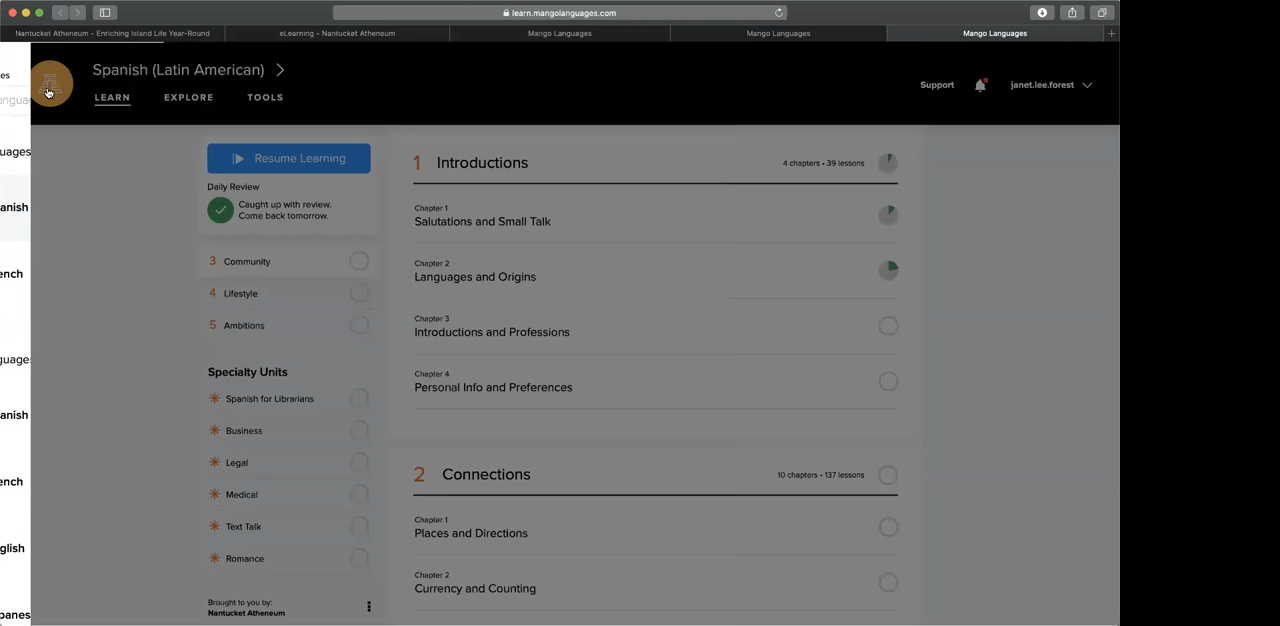 learn.mangolanguages.com
Nantucket Atheneum - Enriching Island Life Year-Round
eLearning - Nantucket Atheneum
Mango Languages
Mango Languages
Mango Languages
Spanish (Latin American)
LEARN EXPLORE TOOLS
Support
janet.lee.forest
Resume Learning
Daily Review
Caught up with review.
Come back tomorrow.
3 Community
4 Lifestyle
5 Ambitions
Specialty Units
Spanish for Librarians
Business
Legal
Medical
Text Talk
Romance
Brought to you by:
Nantucket Atheneum
1 Introductions
4 chapters • 39 lessons
Chapter 1
Salutations and Small Talk
Chapter 2
Languages and Origins
Chapter 3
Introductions and Professions
Chapter 4
Personal Info and Preferences
2 Connections
10 chapters • 137 lessons
Chapter 1
Places and Directions
Chapter 2
Currency and Counting